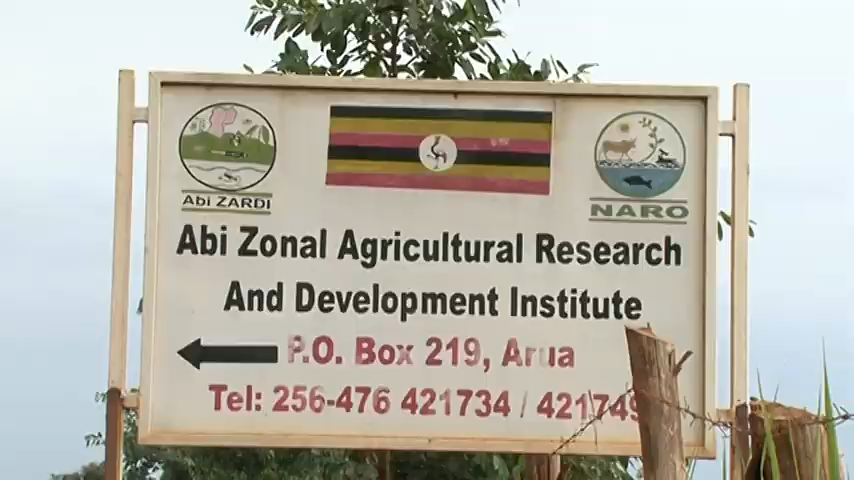 Abi ZARDI
NARO
Abi Zonal Agricultural Research
And Development Institute
P.O. Box 219, Arua
Tel: 256-476 421734 / 421749